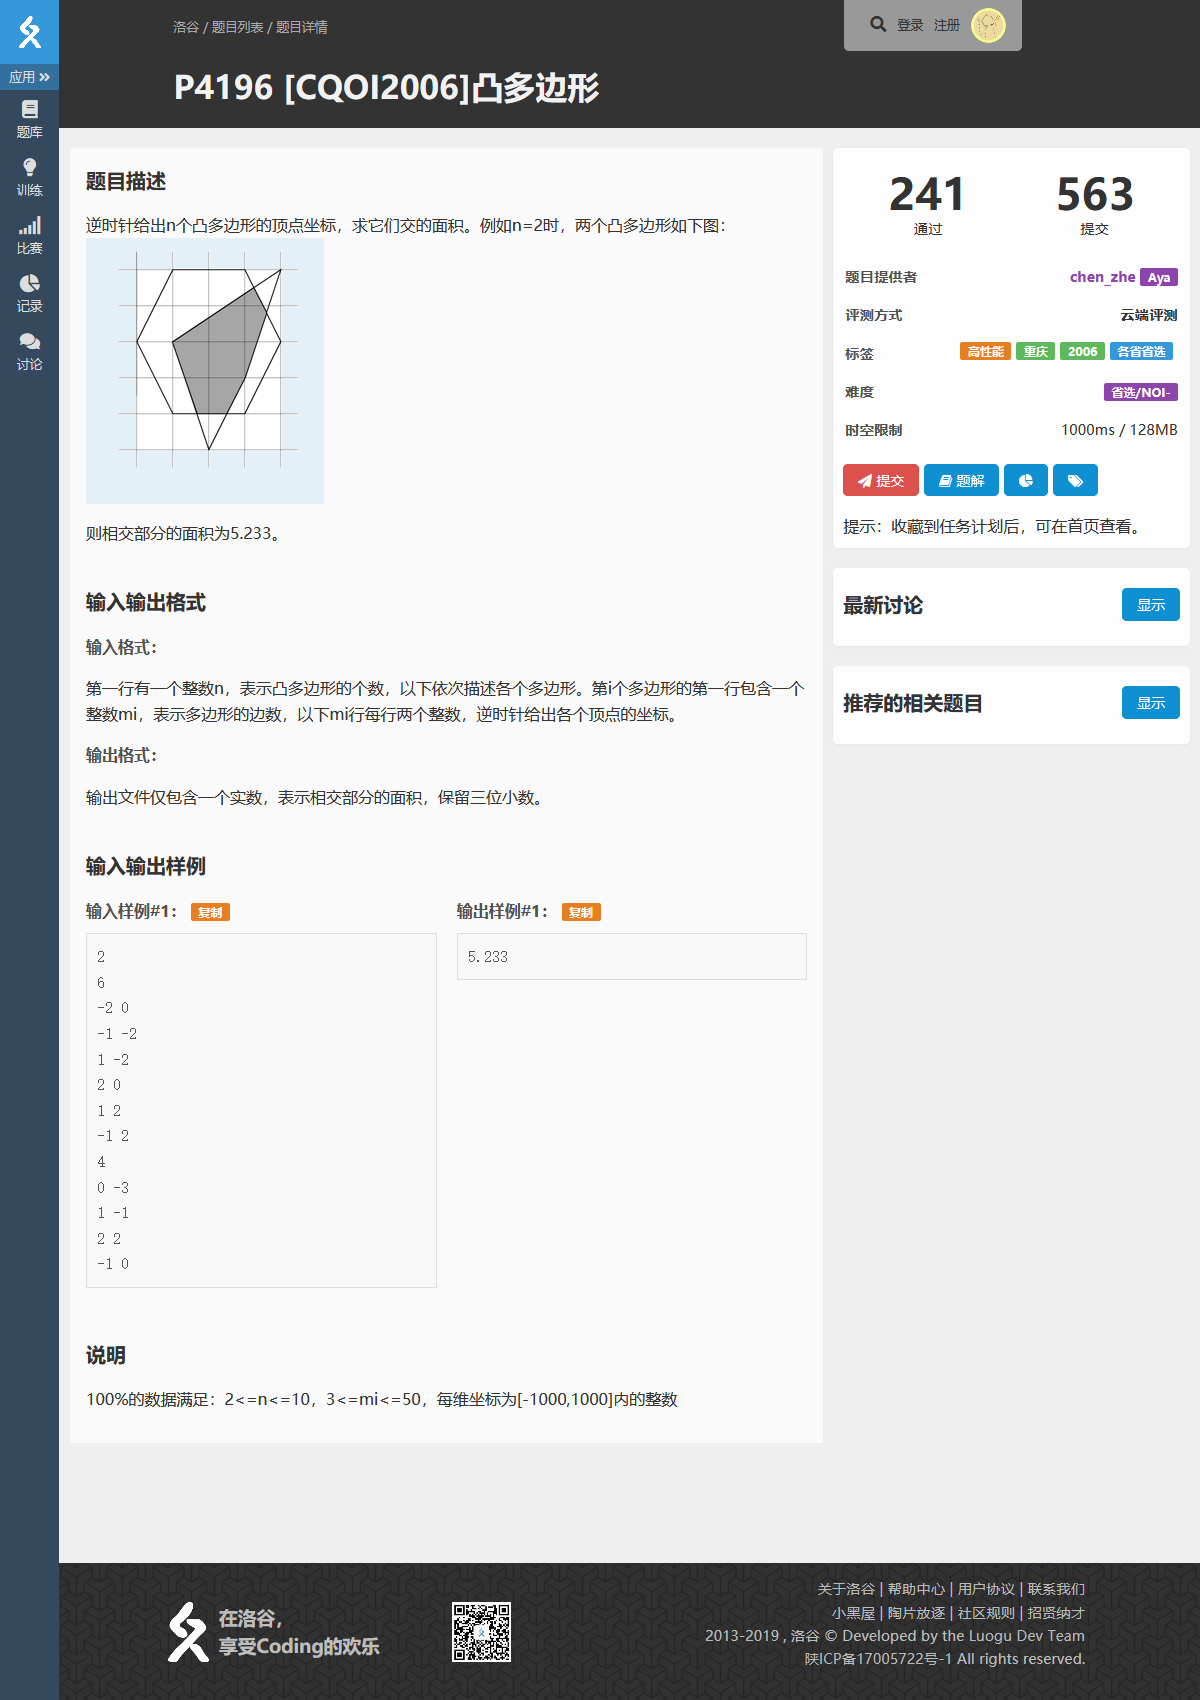 洛谷 / 题目列表 / 题目详情
登录 注册
P4196 [CQOI2006]凸多边形
应用
题库
训练
比赛
记录
讨论
题目描述
逆时针给出n个凸多边形的顶点坐标，求它们交的面积。例如n=2时，两个凸多边形如下图：
则相交部分的面积为5.233。
输入输出格式
输入格式：
第一行有一个整数n，表示凸多边形的个数，以下依次描述各个多边形。第i个多边形的第一行包含一个
整数mi，表示多边形的边数，以下mi行每行两个整数，逆时针给出各个顶点的坐标。
输出格式：
输出文件仅包含一个实数，表示相交部分的面积，保留三位小数。
输入输出样例
输入样例#1： 复制
2
6
-2 0
-1 -2
1 -2
2 0
1 2
-1 2
4
0 -3
1 -1
2 2
-1 0
输出样例#1： 复制
5.233
说明
100%的数据满足：2<=n<=10，3<=mi<=50，每维坐标为[-1000,1000]内的整数
241 563
通过 提交
题目提供者 chen_zhe Aya
评测方式 云端评测
标签 高性能 重庆 2006 各省省选
难度 省选/NOI-
时空限制 1000ms / 128MB
提交 题解
提示：收藏到任务计划后，可在首页查看。
最新讨论 显示
推荐的相关题目 显示
在洛谷，
享受Coding的欢乐
关于洛谷 | 帮助中心 | 用户协议 | 联系我们
小黑屋 | 陶片放逐 | 社区规则 | 招贤纳才
2013-2019 , 洛谷 © Developed by the Luogu Dev Team
陕ICP备17005722号-1 All rights reserved.